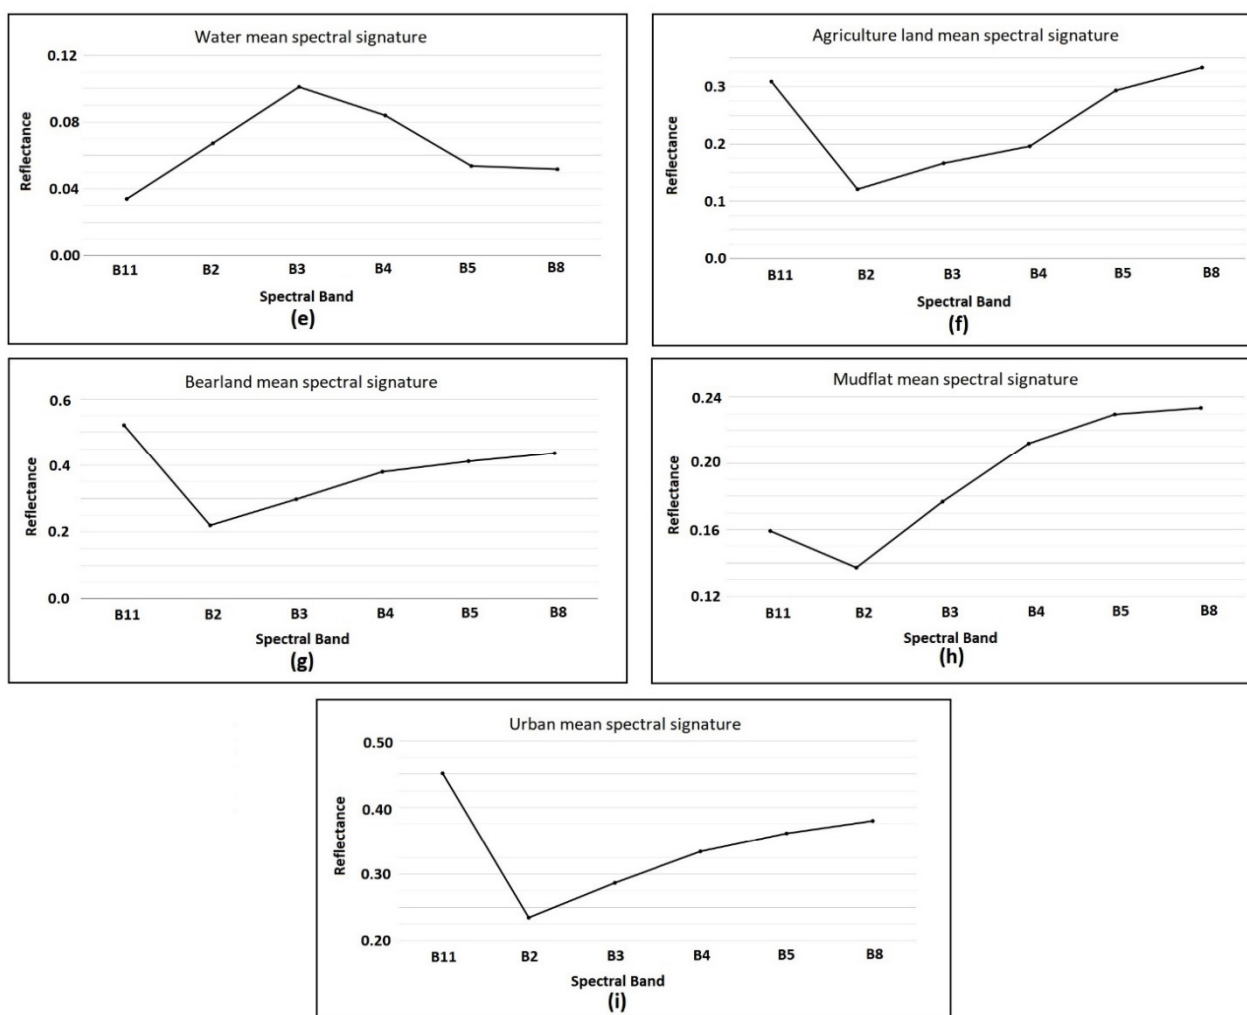 Water mean spectral signature
0.12
0.08
0.04
0.00
Reflectance
B11 B2 B3 B4 B5 B8
Spectral Band
(e)
Agriculture land mean spectral signature
0.3
0.2
0.1
0.0
Reflectance
B11 B2 B3 B4 B5 B8
Spectral Band
(f)
Bearland mean spectral signature
0.6
0.4
0.2
0.0
Reflectance
B11 B2 B3 B4 B5 B8
Spectral Band
(g)
Mudflat mean spectral signature
0.24
0.20
0.16
0.12
Reflectance
B11 B2 B3 B4 B5 B8
Spectral Band
(h)
Urban mean spectral signature
0.50
0.40
0.30
0.20
Reflectance
B11 B2 B3 B4 B5 B8
Spectral Band
(i)